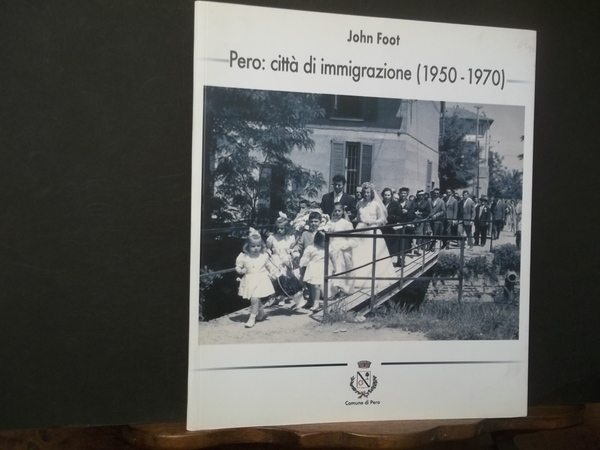 John Foot
Pero: città di immigrazione (1950-1970)
Comune di Pero